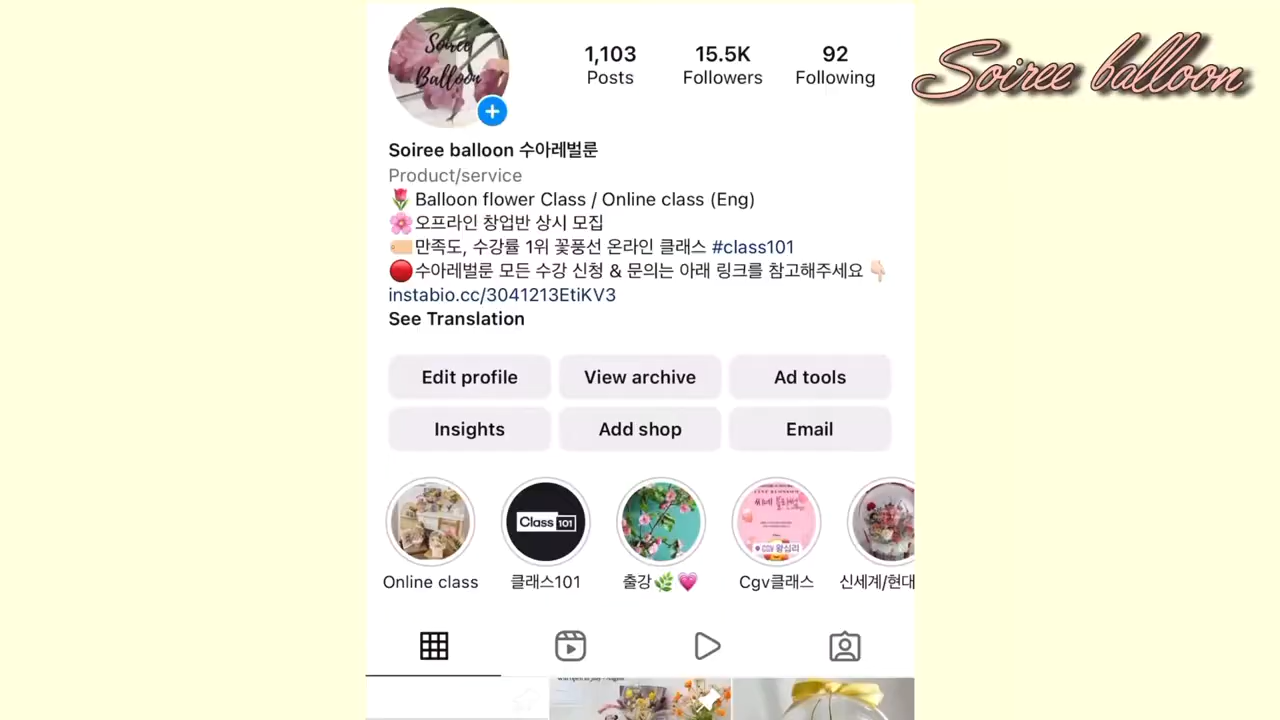 Soiree balloon
Soiree
Balloon
1,103
Posts
15.5K
Followers
92
Following
Soiree balloon 수아레벌룬
Product/service
🌷Balloon flower Class / Online class (Eng)
🌸오프라인 창업반 상시 모집
🏷️만족도, 수강률 1위 꽃풍선 온라인 클래스 #class101
🔴수아레벌룬 모든 수강 신청 & 문의는 아래 링크를 참고해주세요 👇🏻
instabio.cc/3041213EtiKV3
See Translation
Edit profile
View archive
Ad tools
Insights
Add shop
Email
Class 101
CGV 왕십리
Online class
클래스101
출강🌿💗
Cgv클래스
신세계/현대